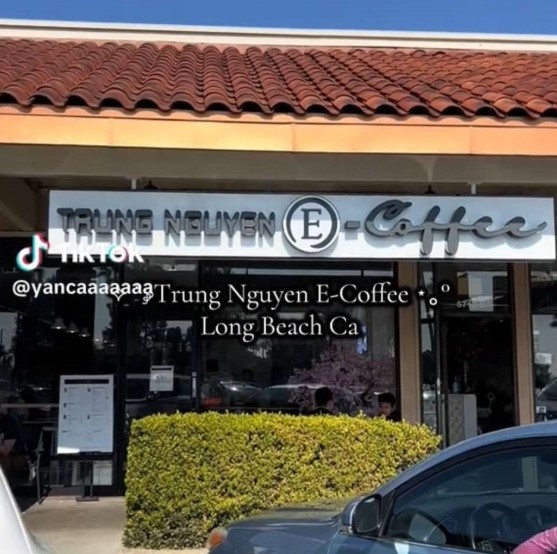 TRUNG NGUYEN E-Coffee
TikTok
@yancaaaaaaa
Trung Nguyen E-Coffee
Long Beach Ca